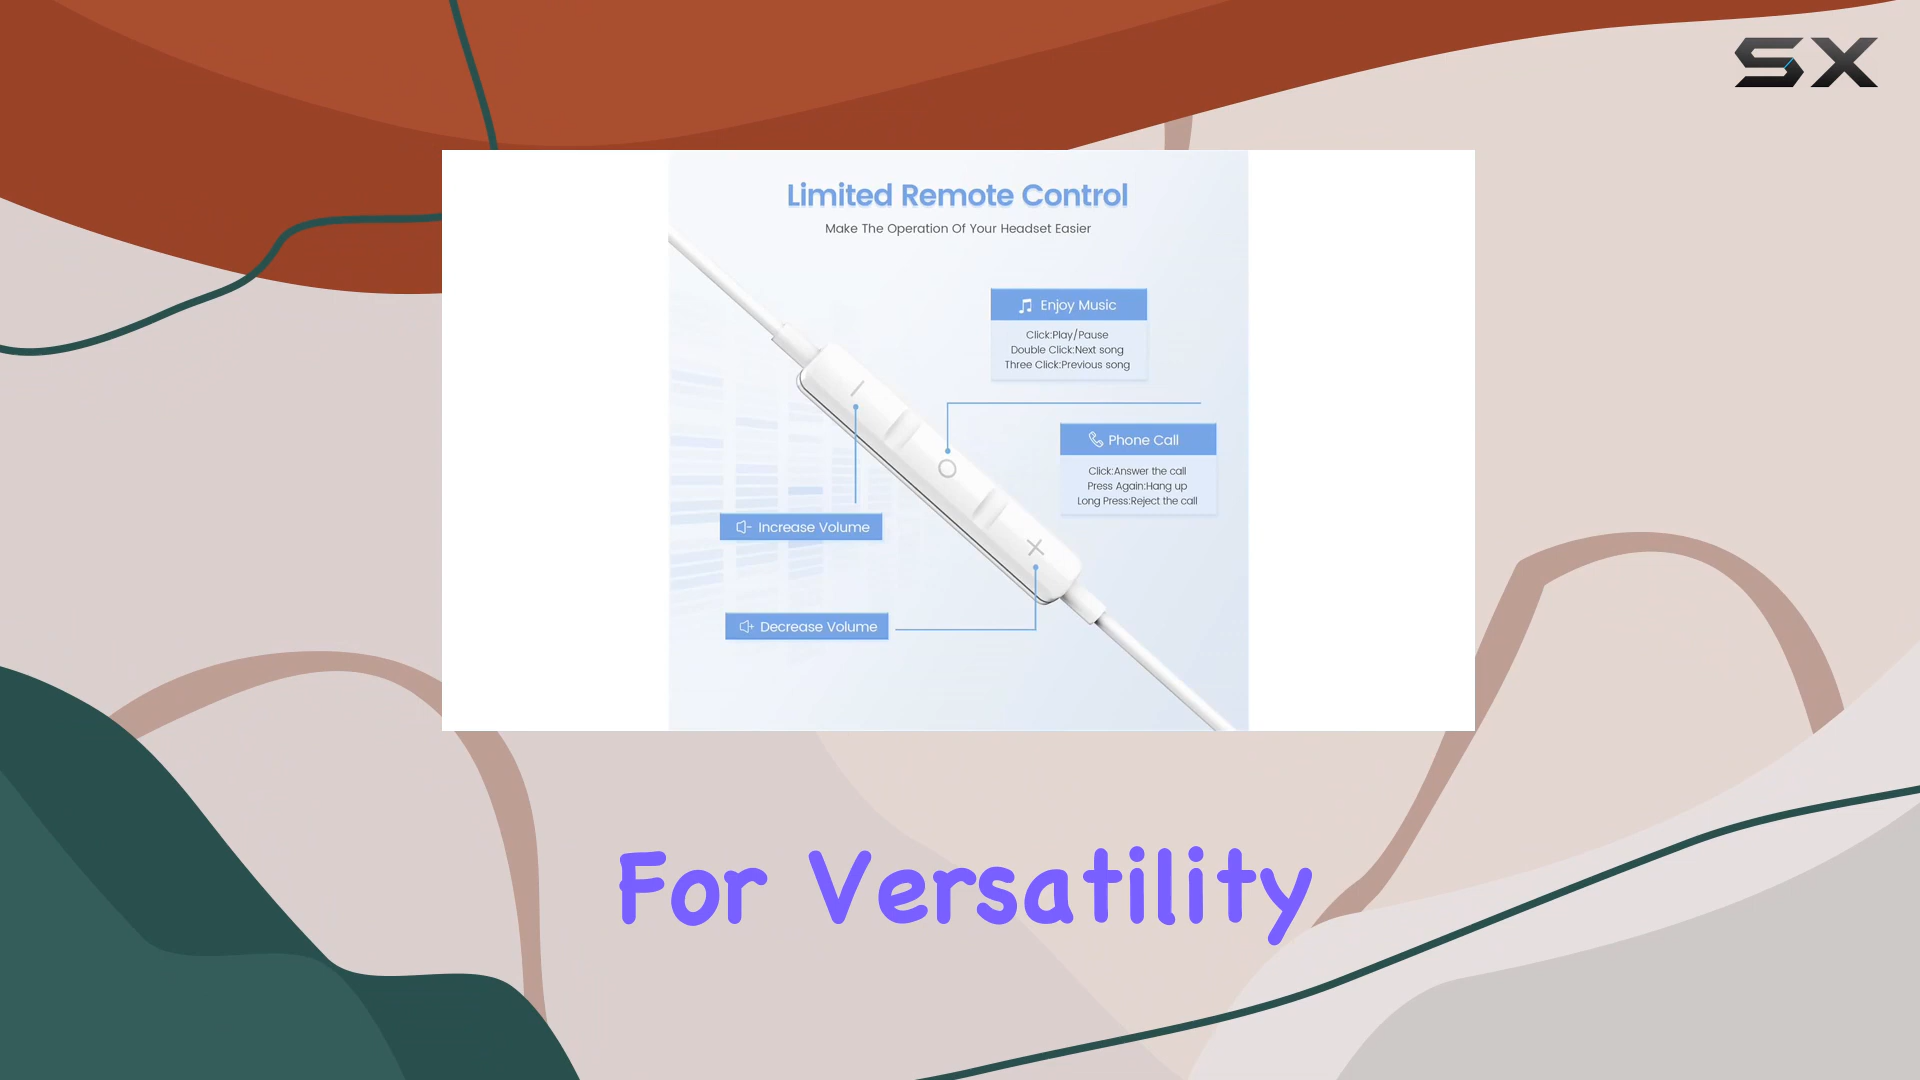 SX
Limited Remote Control
Make The Operation Of Your Headset Easier
Enjoy Music
Click:Play/Pause
Double Click:Next song
Three Click:Previous song
Phone Call
Click:Answer the call
Press Again:Hang up
Long Press:Reject the call
Increase Volume
Decrease Volume
For Versatility